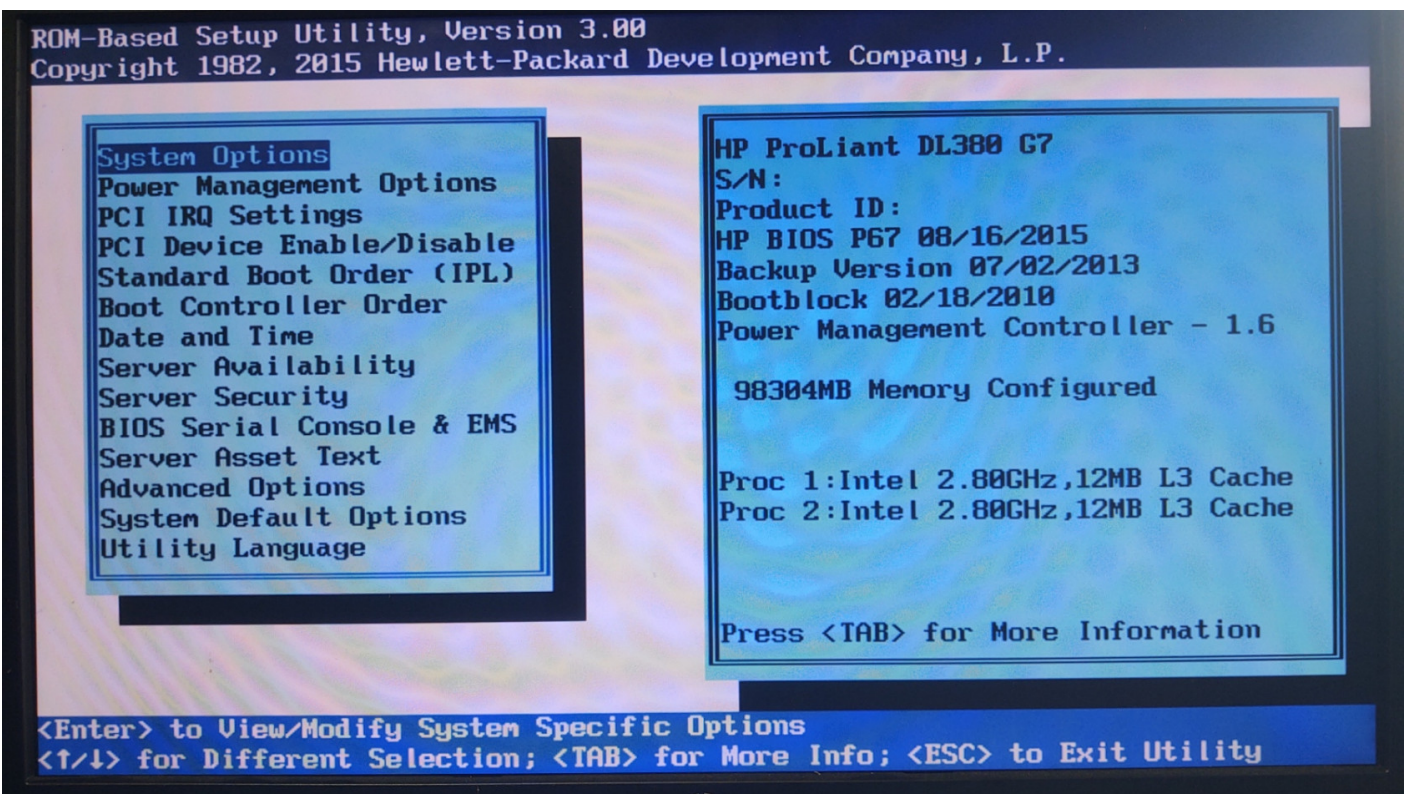 ROM-Based Setup Utility, Version 3.00
Copyright 1982, 2015 Hewlett-Packard Development Company, L.P.
System Options
Power Management Options
PCI IRQ Settings
PCI Device Enable/Disable
Standard Boot Order (IPL)
Boot Controller Order
Date and Time
Server Availability
Server Security
BIOS Serial Console & EMS
Server Asset Text
Advanced Options
System Default Options
Utility Language
HP ProLiant DL380 G7
S/N:
Product ID:
HP BIOS P67 08/16/2015
Backup Version 07/02/2013
Bootblock 02/18/2010
Power Management Controller - 1.6
98304MB Memory Configured
Proc 1:Intel 2.80GHz,12MB L3 Cache
Proc 2:Intel 2.80GHz,12MB L3 Cache
Press <TAB> for More Information
<Enter> to View/Modify System Specific Options
<↑/↓> for Different Selection; <TAB> for More Info; <ESC> to Exit Utility